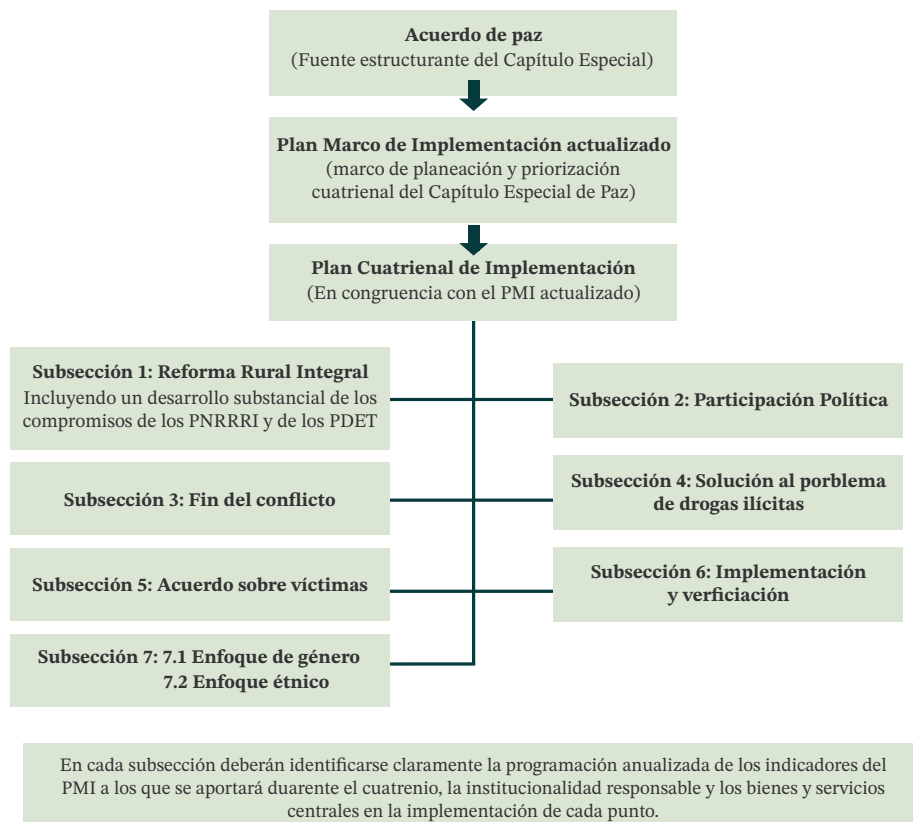 Acuerdo de paz
(Fuente estructurante del Capítulo Especial)
Plan Marco de Implementación actualizado
(marco de planeación y priorización
cuatrienal del Capítulo Especial de Paz)
Plan Cuatrienal de Implementación
(En congruencia con el PMI actualizado)
Subsección 1: Reforma Rural Integral
Incluyendo un desarrollo substancial de los
compromisos de los PNRRRI y de los PDET
Subsección 2: Participación Política
Subsección 3: Fin del conflicto
Subsección 4: Solución al porblema
de drogas ilícitas
Subsección 5: Acuerdo sobre víctimas
Subsección 6: Implementación
y verficiación
Subsección 7: 7.1 Enfoque de género
7.2 Enfoque étnico
En cada subsección deberán identificarse claramente la programación anualizada de los indicadores del
PMI a los que se aportará duarente el cuatrenio, la institucionalidad responsable y los bienes y servicios
centrales en la implementación de cada punto.